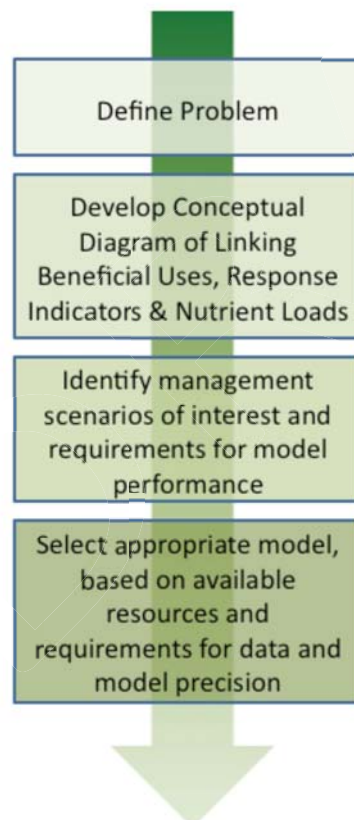 Define Problem
Develop Conceptual
Diagram of Linking
Beneficial Uses, Response
Indicators & Nutrient Loads
Identify management
scenarios of interest and
requirements for model
performance
Select appropriate model,
based on available
resources and
requirements for data and
model precision